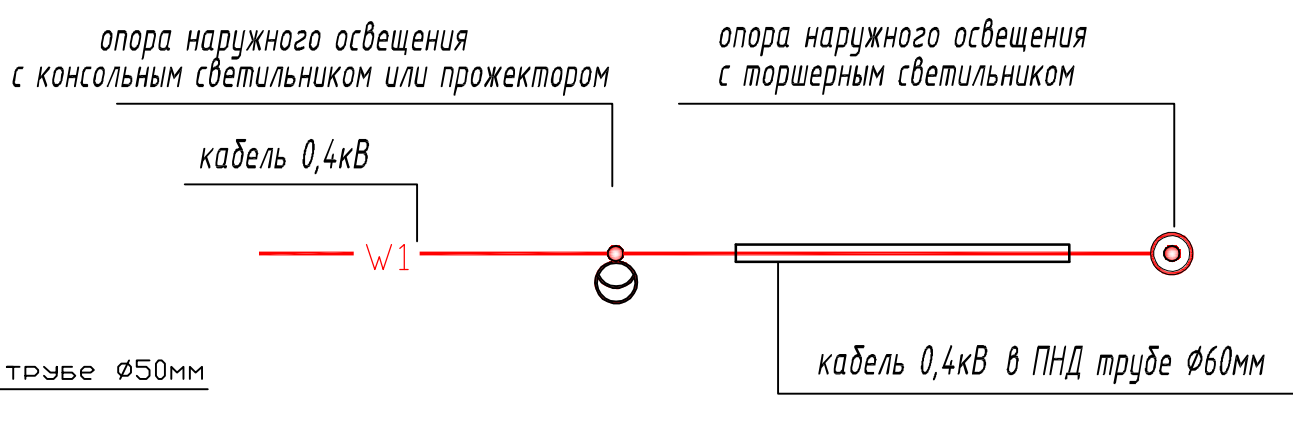 опора наружного освещения
с консольным светильником или прожектором
опора наружного освещения
с торшерным светильником
кабель 0,4кВ
W1
трубе Ø50мм
кабель 0,4кВ в ПНД трубе Ø60мм